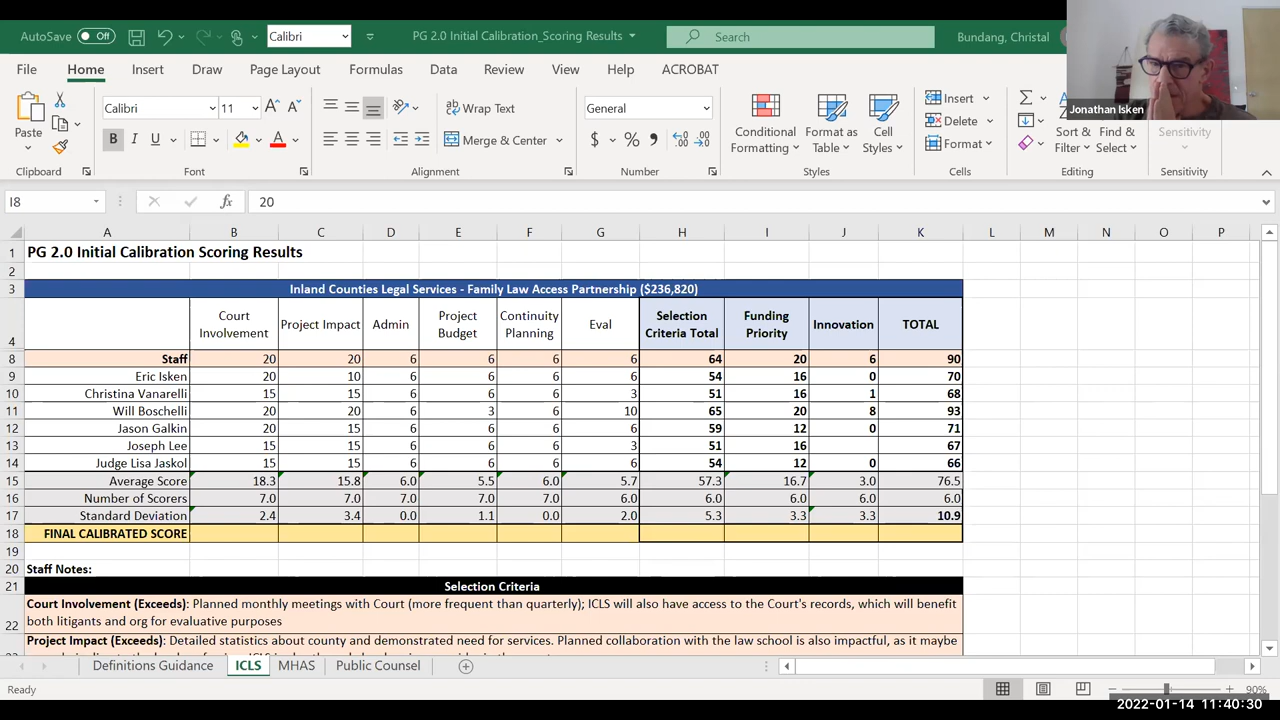 AutoSave Off Calibri PG 2.0 Initial Calibration_Scoring Results Search Bundang, Christal
File Home Insert Draw Page Layout Formulas Data Review View Help ACROBAT
Jonathan Isken
Paste Calibri 11 Wrap Text General Conditional Formatting Format as Table Cell Styles Insert Sort & Filter Find & Select Sensitivity
B I U A Merge & Center $ % Delete
Format
Clipboard Font Alignment Number Styles Cells Editing Sensitivity
I8 fx 20
A B C D E F G H I J K L M N O P
1 PG 2.0 Initial Calibration Scoring Results
2
3 Inland Counties Legal Services - Family Law Access Partnership ($236,820)
4 Court Involvement Project Impact Admin Project Budget Continuity Planning Eval Selection Criteria Total Funding Priority Innovation TOTAL
8 Staff 20 20 6 6 6 6 64 20 6 90
9 Eric Isken 20 10 6 6 6 6 54 16 0 70
10 Christina Vanarelli 15 15 6 6 6 3 51 16 1 68
11 Will Boschelli 20 20 6 3 6 10 65 20 8 93
12 Jason Galkin 20 15 6 6 6 6 59 12 0 71
13 Joseph Lee 15 15 6 6 6 3 51 16 67
14 Judge Lisa Jaskol 15 15 6 6 6 6 54 12 0 66
15 Average Score 18.3 15.8 6.0 5.5 6.0 5.7 57.3 16.7 3.0 76.5
16 Number of Scorers 7.0 7.0 7.0 7.0 7.0 6.0 6.0 6.0 6.0 6.0
17 Standard Deviation 2.4 3.4 0.0 1.1 0.0 2.0 5.3 3.3 3.3 10.9
18 FINAL CALIBRATED SCORE
19
20 Staff Notes:
21 Selection Criteria
22 Court Involvement (Exceeds): Planned monthly meetings with Court (more frequent than quarterly); ICLS will also have access to the Court's records, which will benefit
both litigants and org for evaluative purposes
Project Impact (Exceeds): Detailed statistics about county and demonstrated need for services. Planned collaboration with the law school is also impactful, as it maybe
Definitions Guidance ICLS MHAS Public Counsel
Ready 90%
2022-01-14 11:40:30